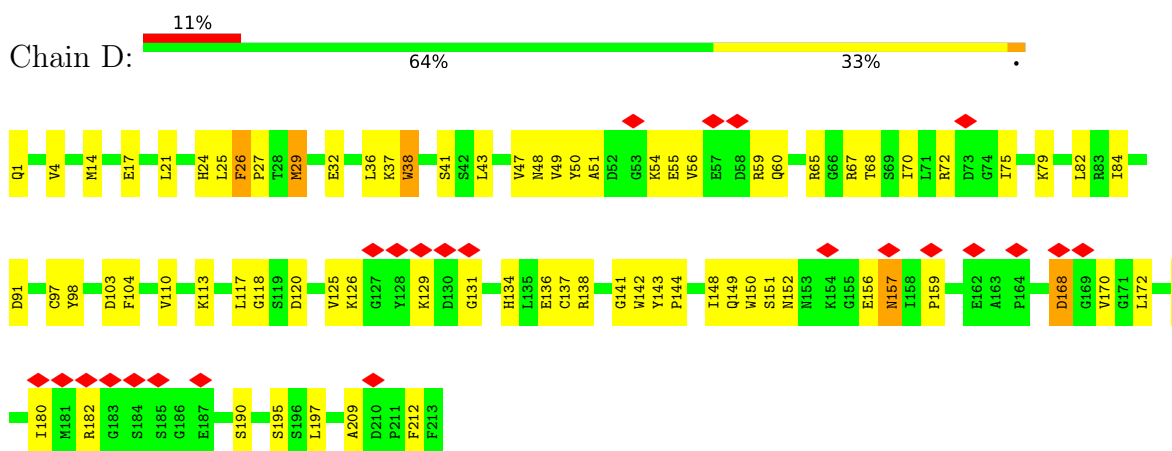 11%
Chain D:
64% 33% •
Q1 V4 M14 E17 L21 H24 L25 F26 P27 T28 M29 E32 L36 K37 W38 S41 S42 L43 V47 N48 V49 Y50 A51 D52 G53 K54 E55 V56 E57 D58 R59 Q60 R65 G66 R67 T68 S69 I70 L71 R72 D73 G74 I75 K79 L82 R83 I84
D91 C97 Y98 D103 F104 V110 K113 L117 G118 S119 D120 V125 K126 G127 Y128 K129 D130 G131 H134 L135 E136 C137 R138 G141 W142 Y143 P144 I148 Q149 W150 S151 N152 N153 K154 G155 E156 N157 I158 P159 E162 A163 P164 D168 G169 V170 G171 L172
I180 M181 R182 G183 S184 S185 G186 E187 S190 S195 S196 L197 A209 D210 P211 F212 F213